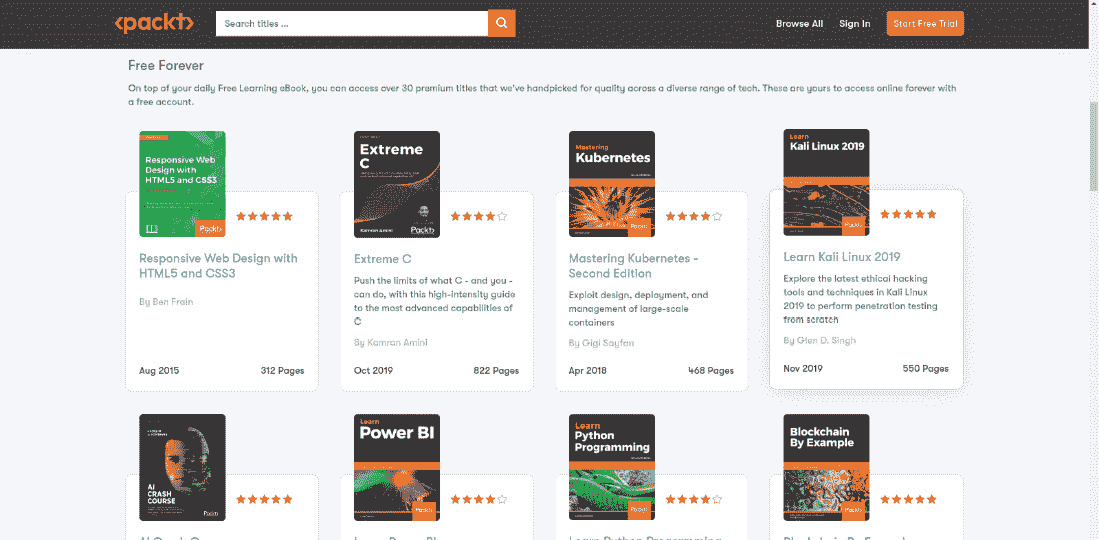 <packt>
Search titles ...
Browse All
Sign In
Start Free Trial
Free Forever
On top of your daily Free Learning eBook, you can access over 30 premium titles that we've handpicked for quality across a diverse range of tech. These are yours to access online forever with
a free account.
Responsive Web
Design with
HTML5 and CSS3
Packt>
Responsive Web Design with
HTML5 and CSS3
By Ben Frain
Aug 2015
312 Pages
Extreme
C
Kamran Amini
Packt>
Extreme C
Push the limits of what C - and you -
can do, with this high-intensity guide
to the most advanced capabilities of
C
By Kamran Amini
Oct 2019
822 Pages
Mastering
Kubernetes
Packt>
Mastering Kubernetes -
Second Edition
Exploit design, deployment, and
management of large-scale
containers
By Gigi Sayfan
Apr 2018
468 Pages
Learn
Kali Linux 2019
Packt>
Learn Kali Linux 2019
Explore the latest ethical hacking
tools and techniques in Kali Linux
2019 to perform penetration testing
from scratch
By Glen D. Singh
Nov 2019
550 Pages
AI
CRASH
COURSE
Packt>
Learn
Power BI
Packt>
Learn
Python
Programming
Packt>
Blockchain
By Example
Packt>